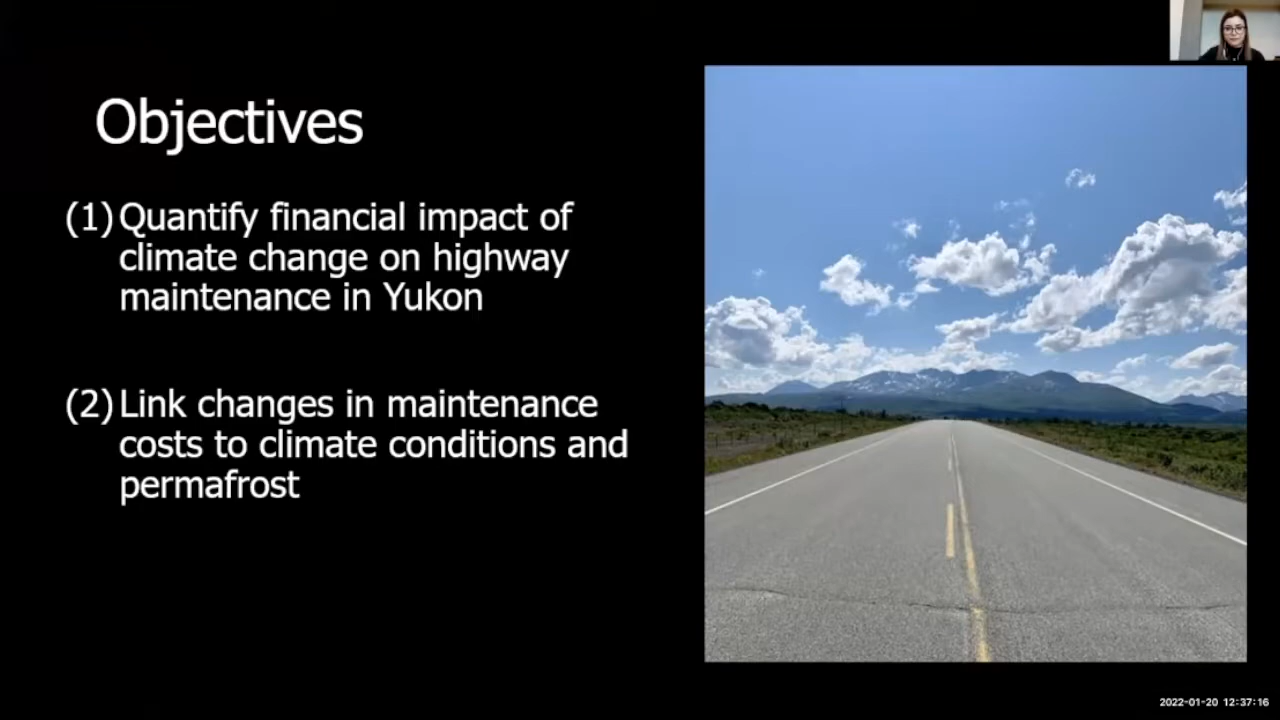 Objectives
(1) Quantify financial impact of
climate change on highway
maintenance in Yukon
(2) Link changes in maintenance
costs to climate conditions and
permafrost
2022-01-20 12:37:16